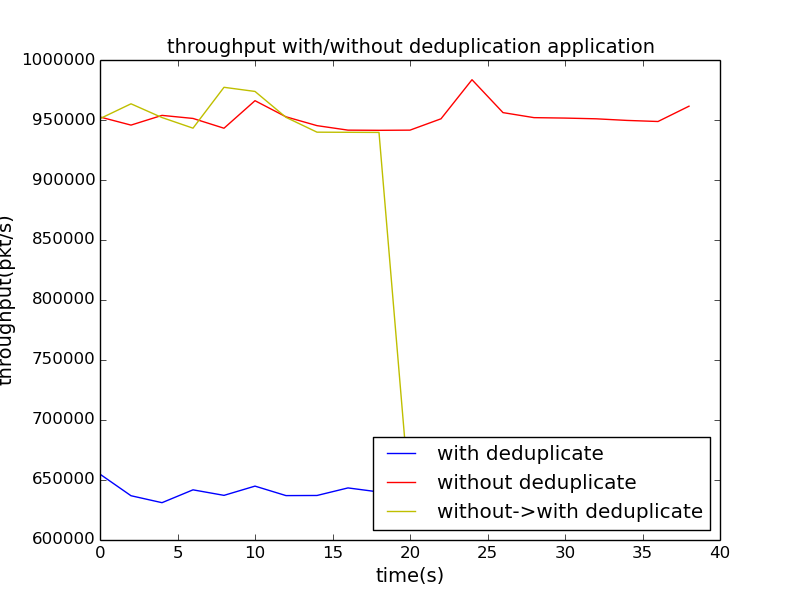 throughput with/without deduplication application
throughput(pkt/s)
1000000
950000
900000
850000
800000
750000
700000
650000
600000
with deduplicate
without deduplicate
without->with deduplicate
0 5 10 15 20 25 30 35 40
time(s)